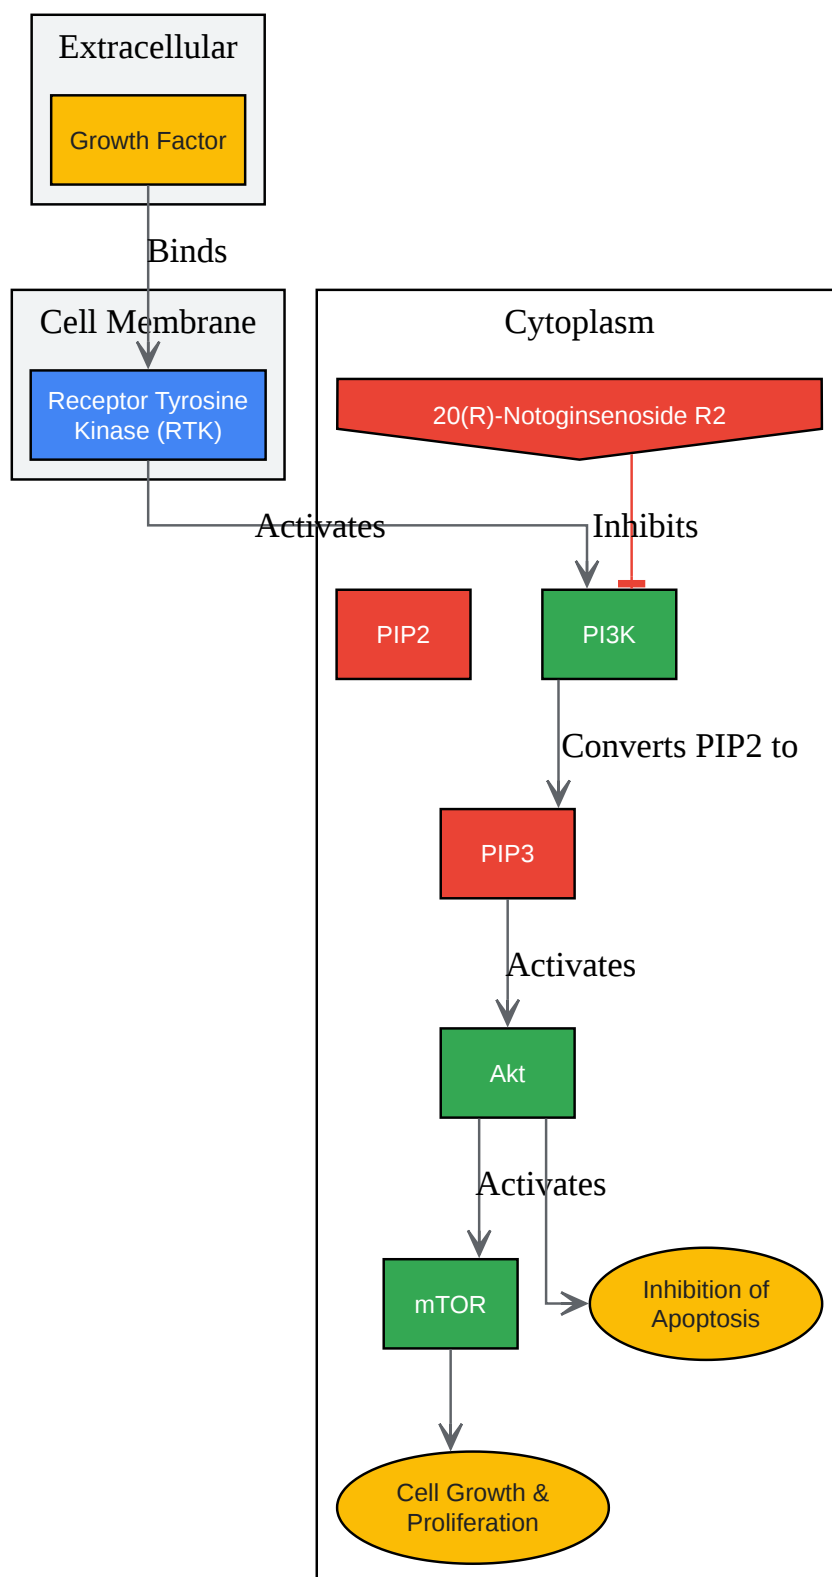 Extracellular
Growth Factor
Binds
Cell Membrane
Cytoplasm
Receptor Tyrosine
Kinase (RTK)
20(R)-Notoginsenoside R2
Activates
Inhibits
PIP2
PI3K
Converts PIP2 to
PIP3
Activates
Akt
Activates
mTOR
Inhibition of
Apoptosis
Cell Growth &
Proliferation